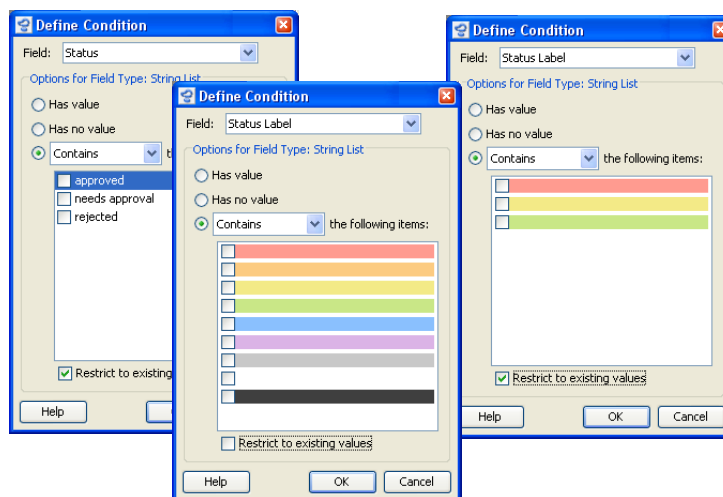 Define Condition
Field: Status
Options for Field Type: String List
Has value
Has no value
Contains
approved
needs approval
rejected
Restrict to existing
Help
Define Condition
Field: Status Label
Options for Field Type: String List
Has value
Has no value
Contains the following items:
Restrict to existing values
Help OK Cancel
Define Condition
Field: Status Label
Options for Field Type: String List
Has value
Has no value
Contains the following items:
Restrict to existing values
Help OK Cancel